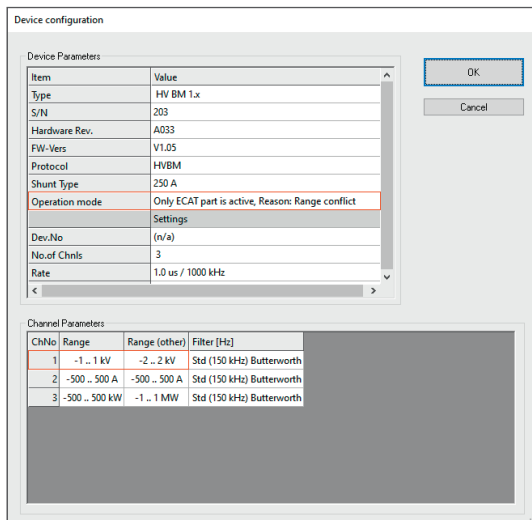 Device configuration
Device Parameters
Item Value
Type HV BM 1.x
S/N 203
Hardware Rev. A033
FW-Vers V1.05
Protocol HVBM
Shunt Type 250 A
Operation mode Only ECAT part is active, Reason: Range conflict
Settings
Dev.No (n/a)
No.of Chnls 3
Rate 1.0 us / 1000 kHz
OK
Cancel
Channel Parameters
ChNo Range Range (other) Filter [Hz]
1 -1 .. 1 kV -2 .. 2 kV Std (150 kHz) Butterworth
2 -500 .. 500 A -500 .. 500 A Std (150 kHz) Butterworth
3 -500 .. 500 kW -1 .. 1 MW Std (150 kHz) Butterworth